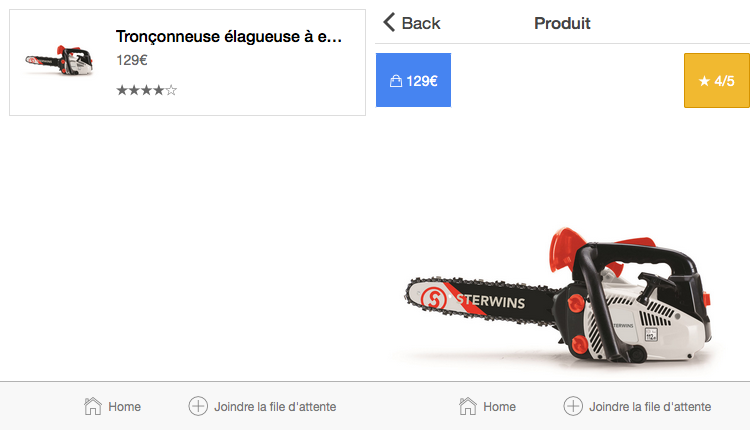 Tronçonneuse élagueuse à e...
129€
★★★★☆
Home
Joindre la file d'attente
Back
Produit
129€
★ 4/5
STERWINS
STERWINS
Home
Joindre la file d'attente